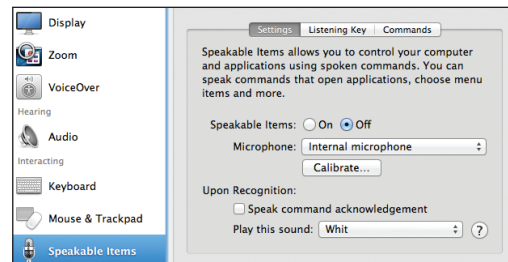 Display
Zoom
VoiceOver
Hearing
Audio
Interacting
Keyboard
Mouse & Trackpad
Speakable Items
Settings Listening Key Commands
Speakable Items allows you to control your computer
and applications using spoken commands. You can
speak commands that open applications, choose menu
items and more.
Speakable Items: On Off
Microphone: Internal microphone
Calibrate...
Upon Recognition:
Speak command acknowledgement
Play this sound: Whit ?